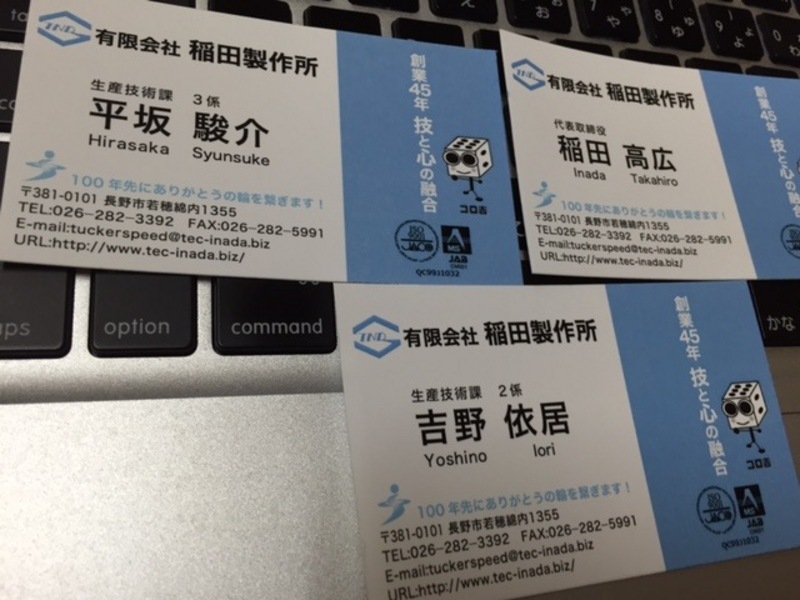 IND
有限会社 稲田製作所
生産技術課 3係
平坂 駿介
Hirasaka Syunsuke
100年先にありがとうの輪を繋ぎます!
〒381-0101 長野市若穂綿内1355
TEL:026-282-3392 FAX:026-282-5991
E-mail:tuckerspeed@tec-inada.biz
URL:http://www.tec-inada.biz/
創業45年 技と心の融合
コロ吉
JAB
QC99J1032
有限会社 稲田製作所
代表取締役
稲田 高広
Inada Takahiro
100年先にありがとうの輪を繋ぎます!
〒381-0101 長野市若穂綿内1355
TEL:026-282-3392 FAX:026-282-5991
E-mail:tuckerspeed@tec-inada.biz
URL:http://www.tec-inada.biz/
創業45年 技と心の融合
IND
有限会社 稲田製作所
生産技術課 2係
吉野 依居
Yoshino Iori
100年先にありがとうの輪を繋ぎます!
〒381-0101 長野市若穂綿内1355
TEL:026-282-3392 FAX:026-282-5991
E-mail:tuckerspeed@tec-inada.biz
URL:http://www.tec-inada.biz/
創業45年 技と心の融合
コロ吉
JAB
QC99J1032
option
command
かな